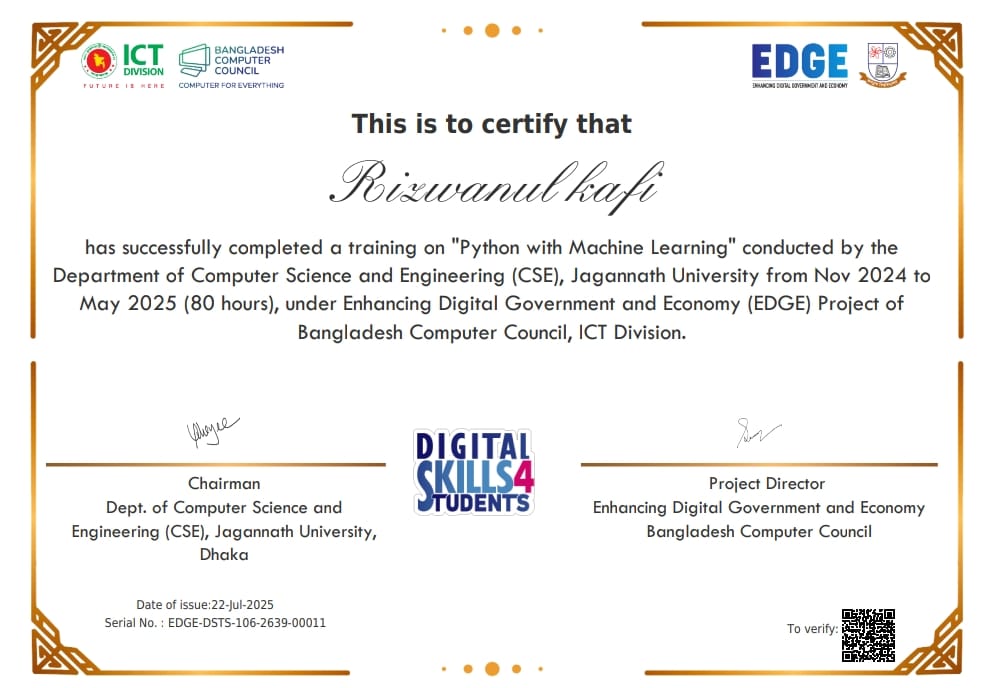 ICT
DIVISION
FUTURE IS HERE
BANGLADESH
COMPUTER
COUNCIL
COMPUTER FOR EVERYTHING
EDGE
ENHANCING DIGITAL GOVERNMENT AND ECONOMY
This is to certify that
Rizwanul kafi
has successfully completed a training on "Python with Machine Learning" conducted by the
Department of Computer Science and Engineering (CSE), Jagannath University from Nov 2024 to
May 2025 (80 hours), under Enhancing Digital Government and Economy (EDGE) Project of
Bangladesh Computer Council, ICT Division.
DIGITAL
SKILLS4
STUDENTS
Chairman
Dept. of Computer Science and
Engineering (CSE), Jagannath University,
Dhaka
Project Director
Enhancing Digital Government and Economy
Bangladesh Computer Council
Date of issue:22-Jul-2025
Serial No. : EDGE-DSTS-106-2639-00011
To verify: